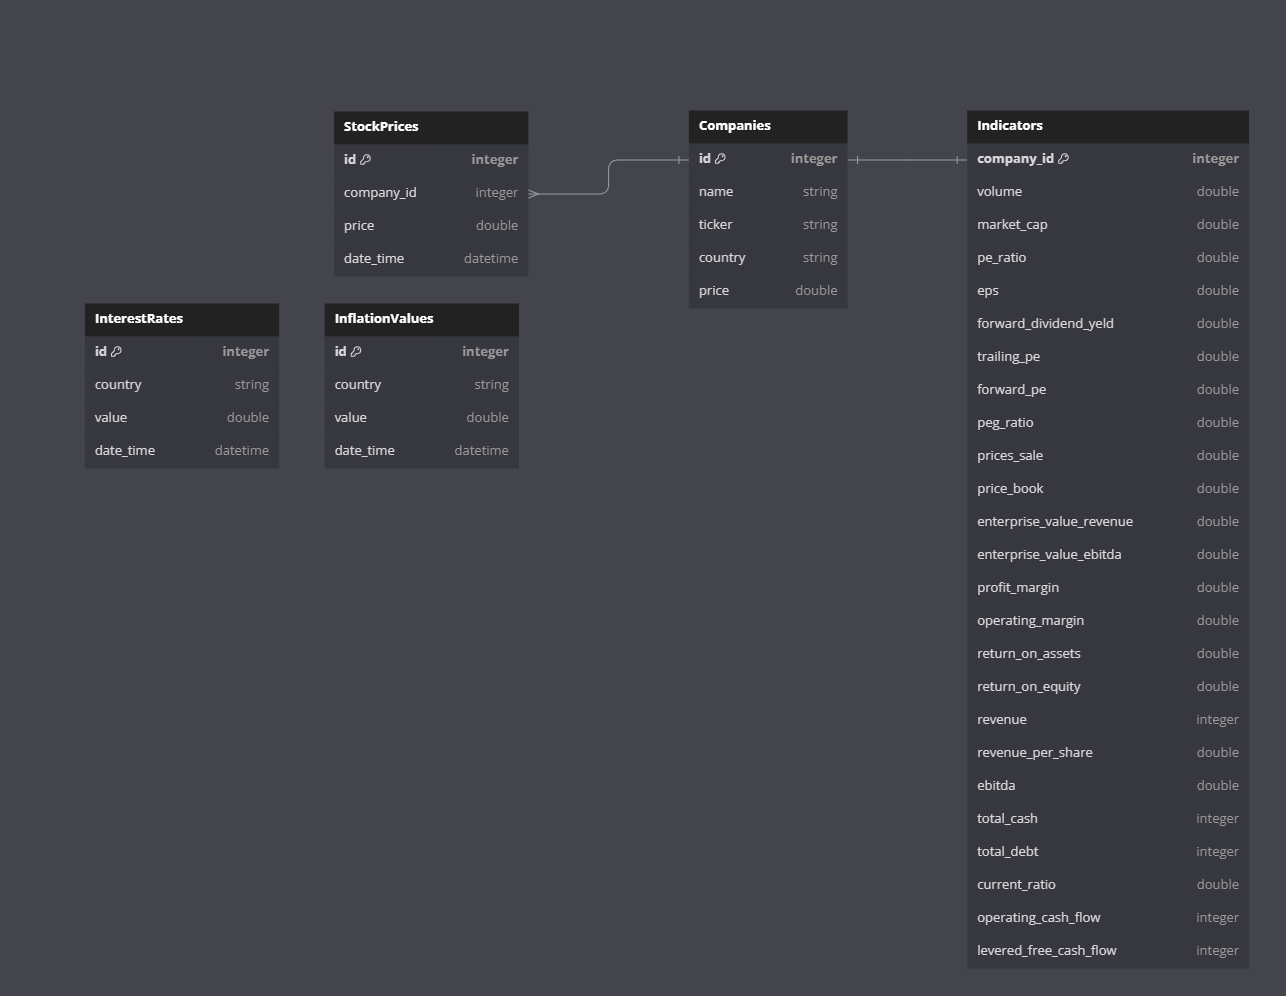 StockPrices
id integer
company_id integer
price double
date_time datetime
Companies
id integer
name string
ticker string
country string
price double
Indicators
company_id integer
volume double
market_cap double
pe_ratio double
eps double
forward_dividend_yeld double
trailing_pe double
forward_pe double
peg_ratio double
prices_sale double
price_book double
enterprise_value_revenue double
enterprise_value_ebitda double
profit_margin double
operating_margin double
return_on_assets double
return_on_equity double
revenue integer
revenue_per_share double
ebitda double
total_cash integer
total_debt integer
current_ratio double
operating_cash_flow integer
levered_free_cash_flow integer
InterestRates
id integer
country string
value double
date_time datetime
InflationValues
id integer
country string
value double
date_time datetime